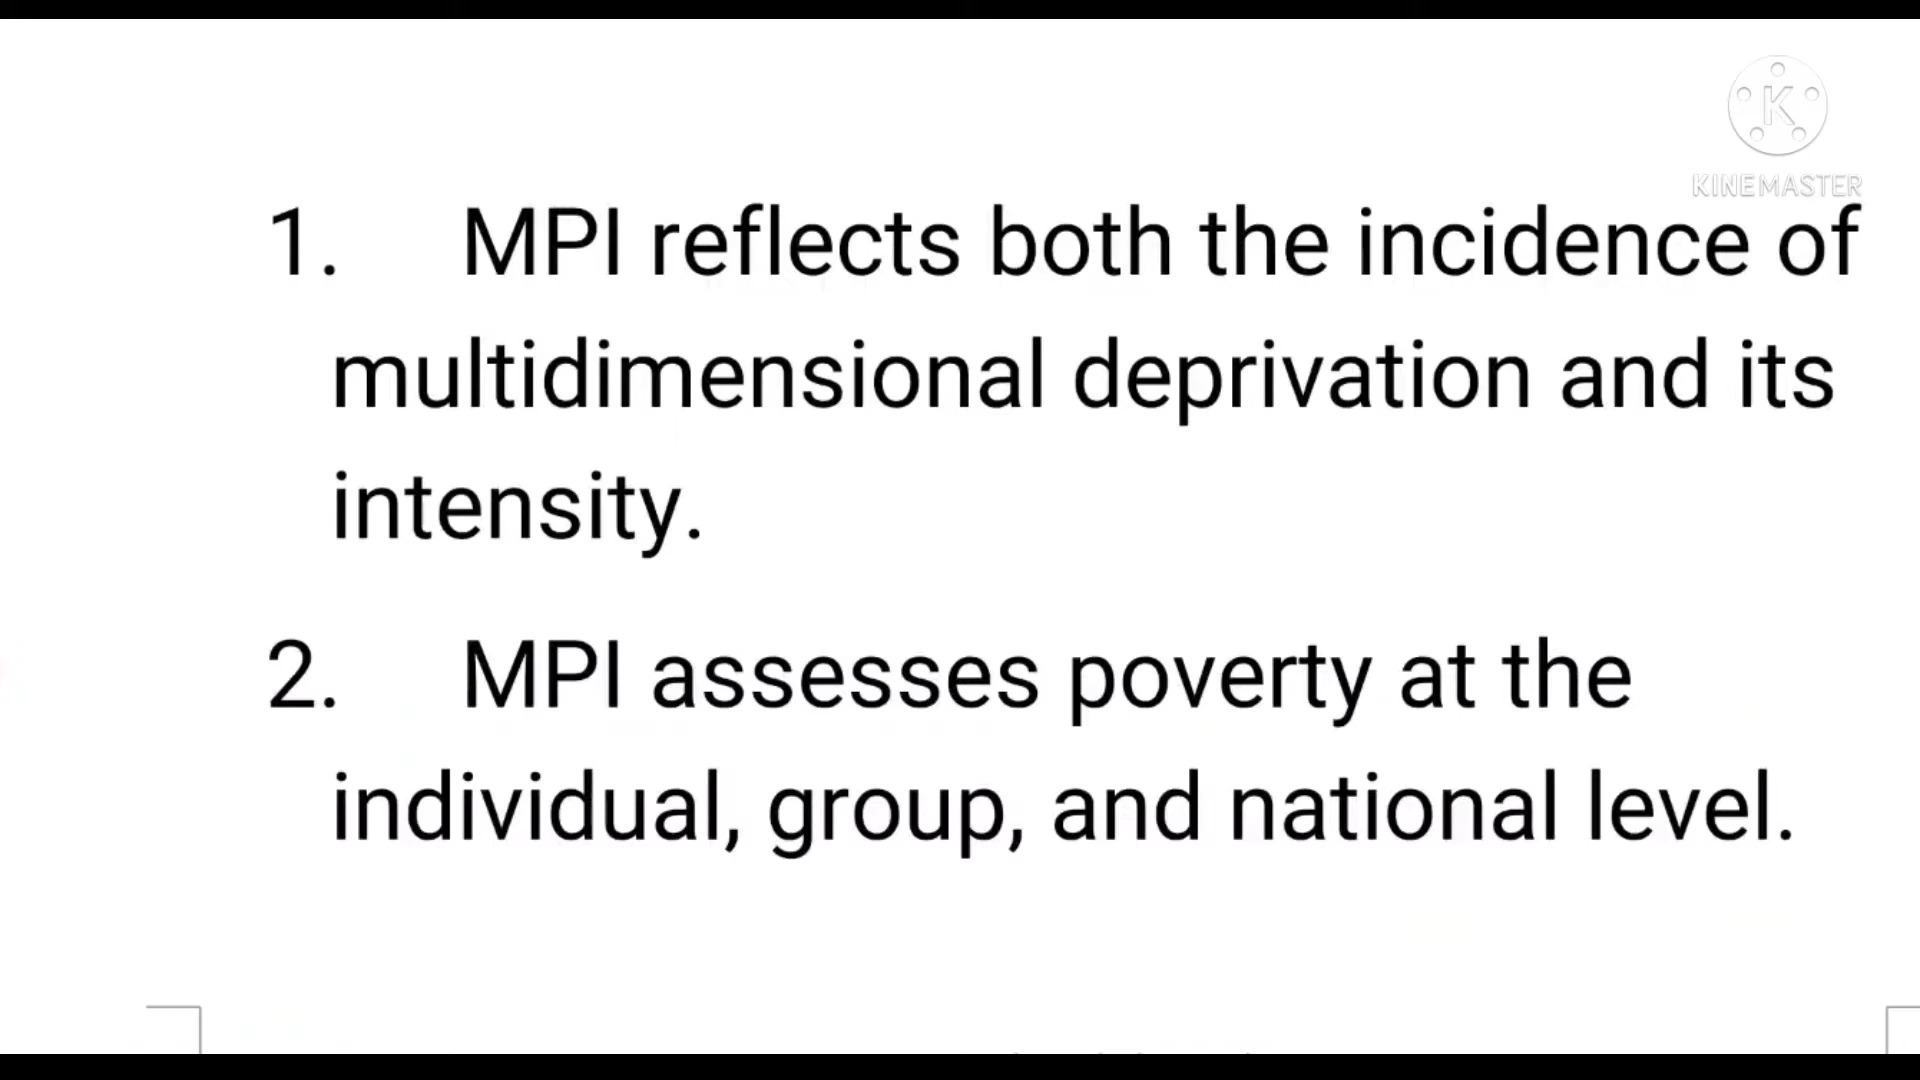 K
KINEMASTER
1. MPI reflects both the incidence of
multidimensional deprivation and its
intensity.
2. MPI assesses poverty at the
individual, group, and national level.